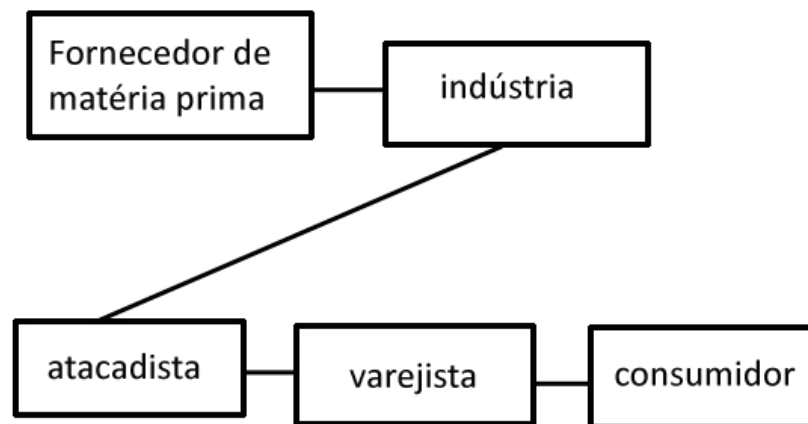 Fornecedor de
matéria prima
indústria
atacadista
varejista
consumidor